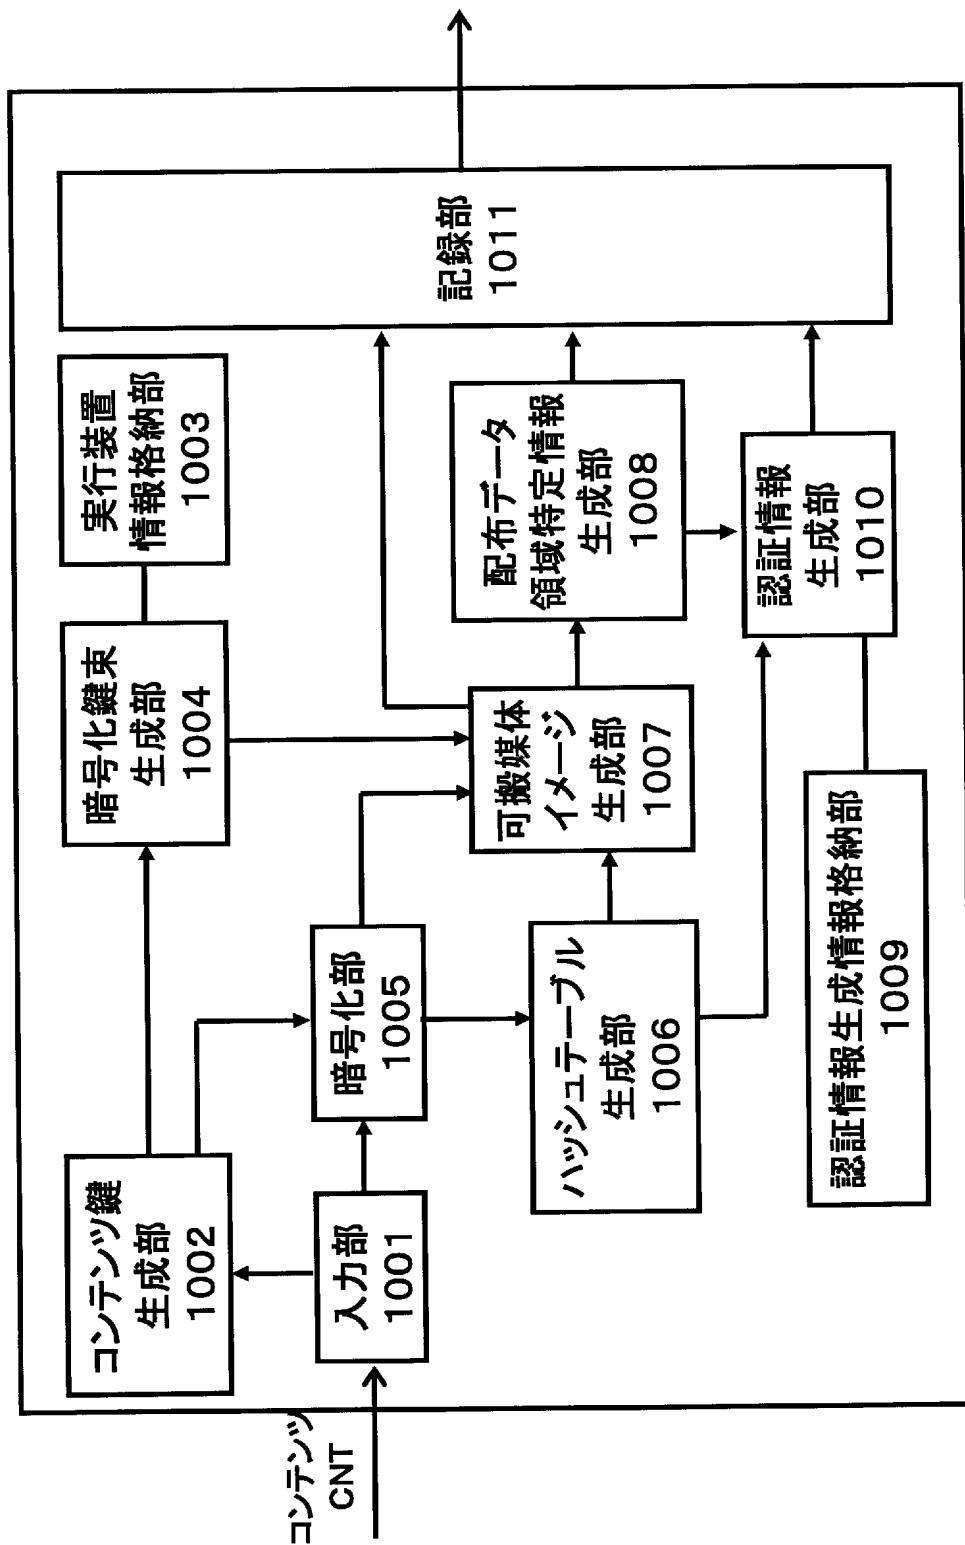 コンテンツ
CNT
コンテンツ鍵
生成部
1002
入力部
1001
暗号化鍵束
生成部
1004
実行装置
情報格納部
1003
暗号化部
1005
ハッシュテーブル
生成部
1006
可搬媒体
イメージ
生成部
1007
配布データ
領域特定情報
生成部
1008
認証情報生成情報格納部
1009
認証情報
生成部
1010
記録部
1011